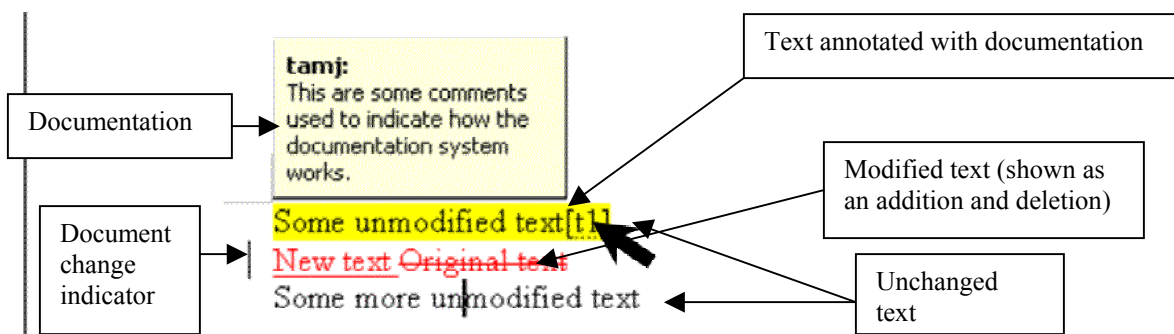 Text annotated with documentation
tamj:
This are some comments
used to indicate how the
documentation system
works.
Documentation
Modified text (shown as
an addition and deletion)
Some unmodified text[t1]
Document
change
indicator
New text Original text
Some more unmodified text
Unchanged
text